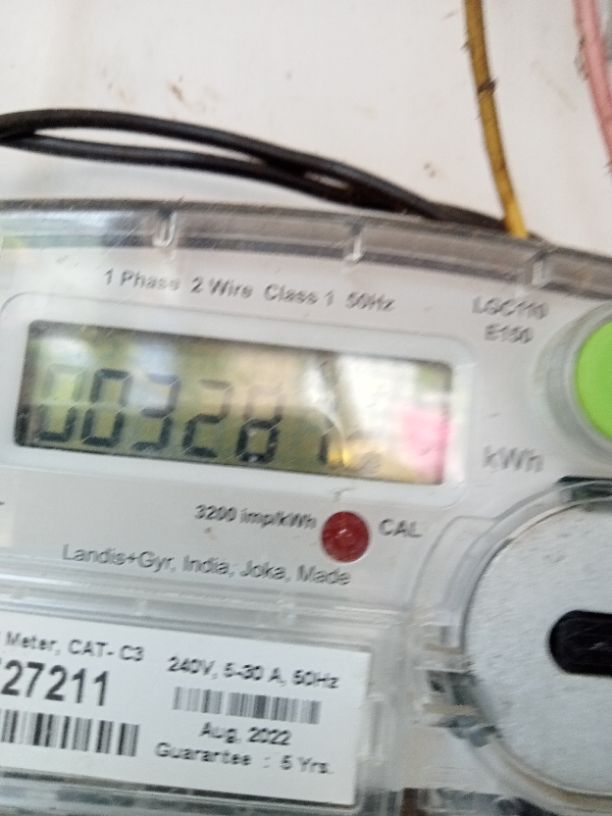 1 Phase 2 Wire Class 1 50Hz
LGC110
E150
kWh
3200 imp/kWh CAL
Landis+Gyr, India, Joka, Made
Meter, CAT- C3
27211
240V, 5-30 A, 50Hz
Aug, 2022
Guarantee : 5 Yrs.